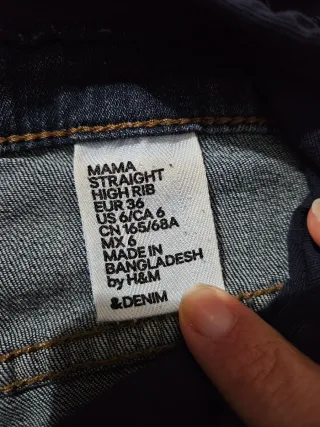 MAMA
STRAIGHT
HIGH RIB
EUR 36
US 6/CA 6
CN 165/68A
MX 6
MADE IN
BANGLADESH
by H&M
&DENIM